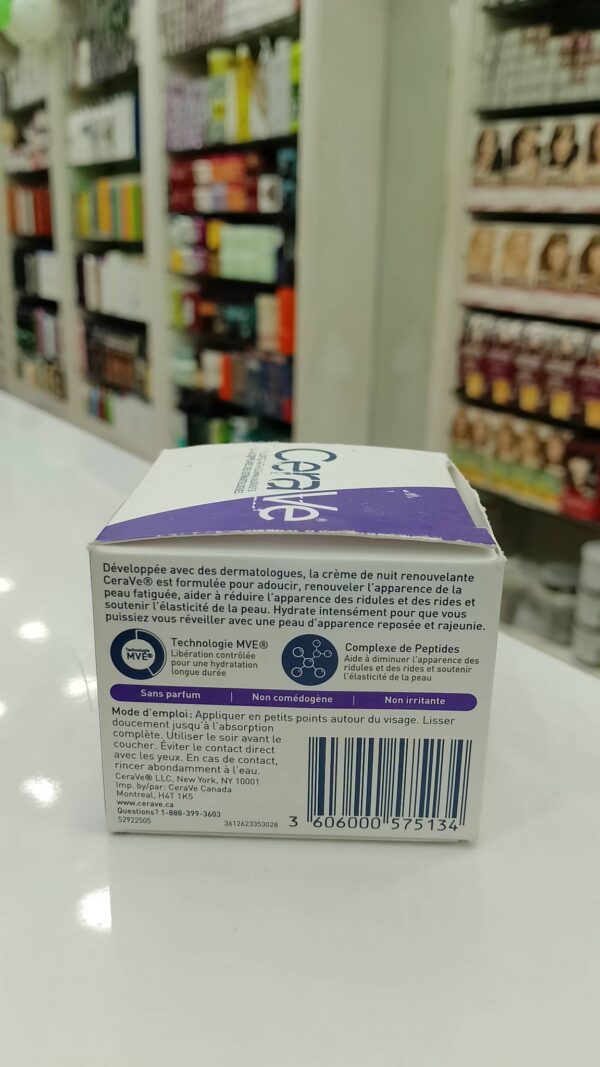 CeraVe®
Développée avec des dermatologues, la crème de nuit renouvelante
CeraVe® est formulée pour adoucir, renouveler l'apparence de la
peau fatiguée, aider à réduire l'apparence des ridules et des rides et
soutenir l'élasticité de la peau. Hydrate intensément pour que vous
puissiez vous réveiller avec une peau d'apparence reposée et rajeunie.
Technologie
MVE®
Technologie MVE®
Libération contrôlée
pour une hydratation
longue durée
Complexe de Peptides
Aide à diminuer l'apparence des
ridules et des rides et soutenir
l'élasticité de la peau
Sans parfum | Non comédogène | Non irritante
Mode d'emploi: Appliquer en petits points autour du visage. Lisser
doucement jusqu'à l'absorption
complète. Utiliser le soir avant le
coucher. Éviter le contact direct
avec les yeux. En cas de contact,
rincer abondamment à l'eau.
CeraVe® LLC, New York, NY 10001
Imp. by/par: CeraVe Canada
Montreal, H4T 1K5
www.cerave.ca
Questions? 1-888-399-3603
S2922505
3612623353028
3 606000 575134